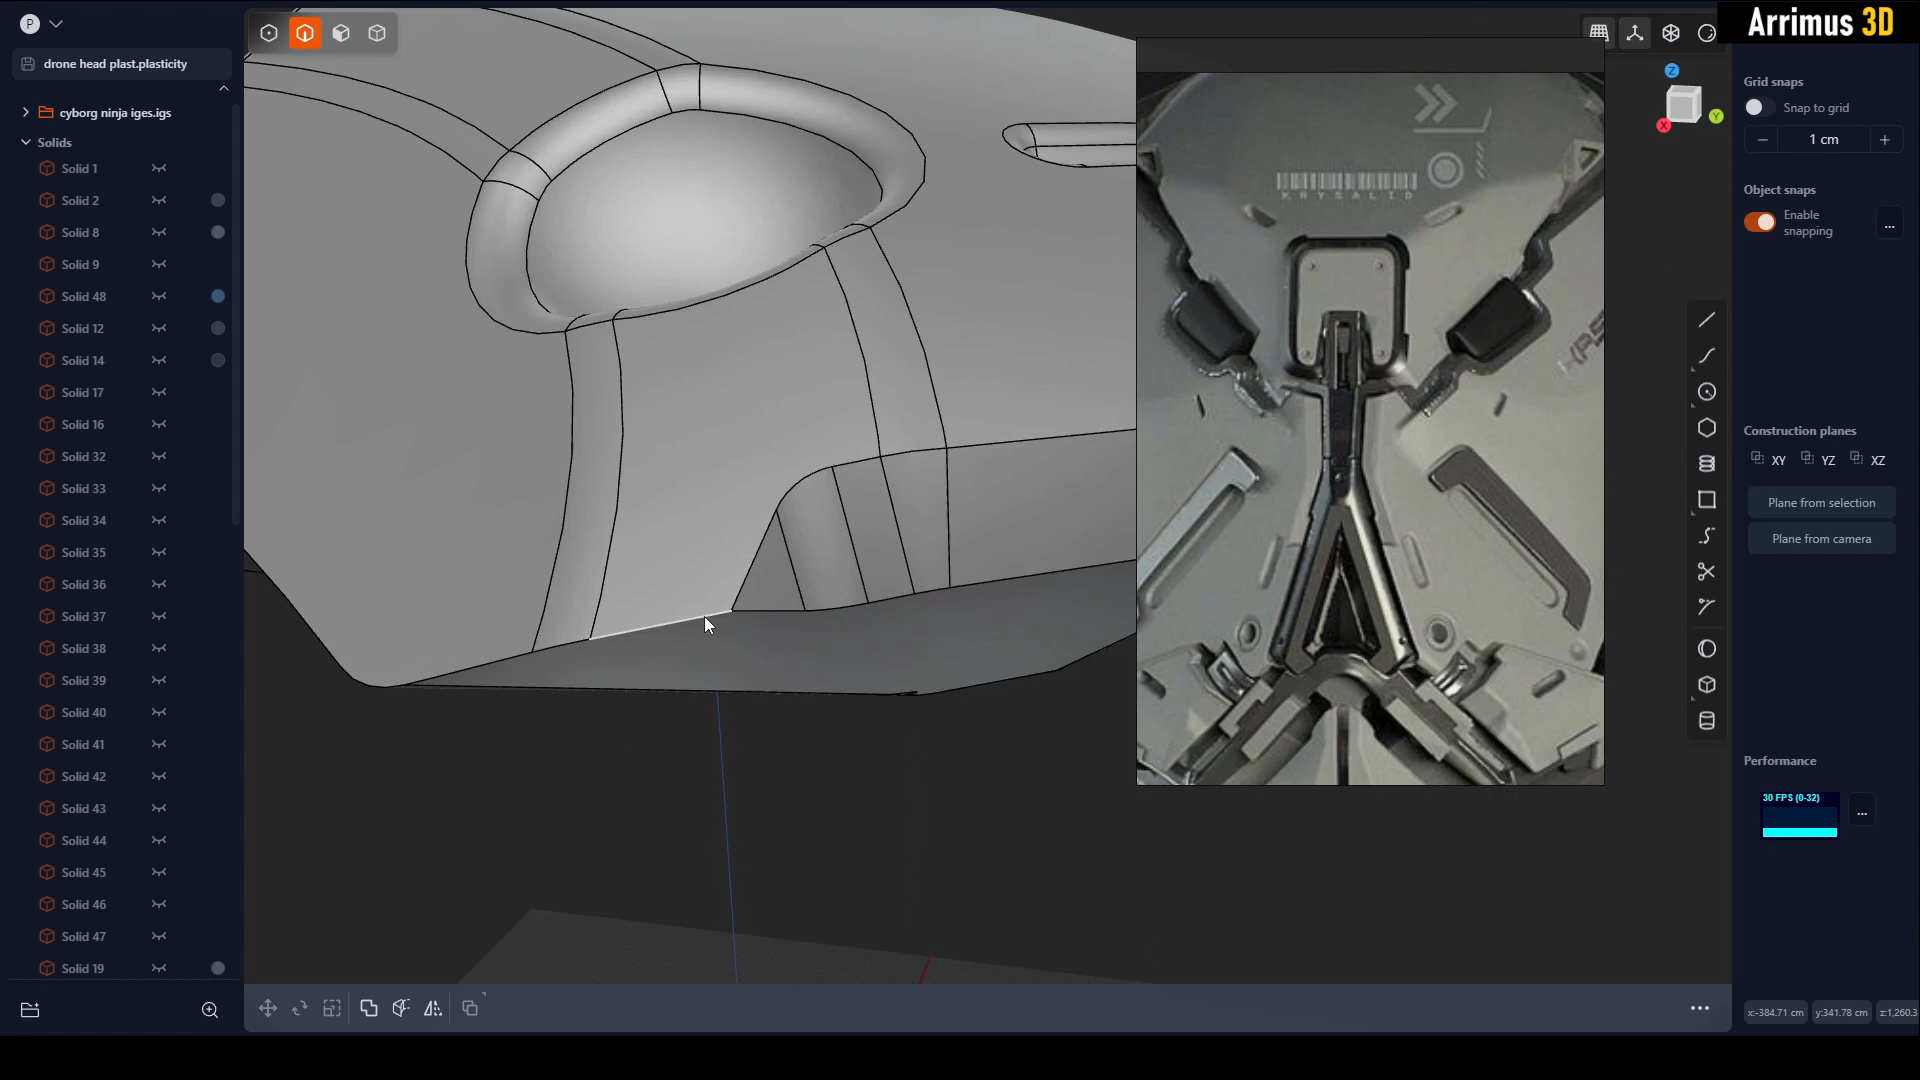 P
Arrimus 3D
drone head plast.plasticity
cyborg ninja iges.igs
Solids
Solid 1
Solid 2
Solid 8
Solid 9
Solid 48
Solid 12
Solid 14
Solid 17
Solid 16
Solid 32
Solid 33
Solid 34
Solid 35
Solid 36
Solid 37
Solid 38
Solid 39
Solid 40
Solid 41
Solid 42
Solid 43
Solid 44
Solid 45
Solid 46
Solid 47
Solid 19
KRYSALID
Z
Y
X
Grid snaps
Snap to grid
1 cm
Object snaps
Enable
snapping
...
Construction planes
XY
YZ
XZ
Plane from selection
Plane from camera
Performance
30 FPS (0-32)
...
x:-384.71 cm
y:341.78 cm
z:1,260.3